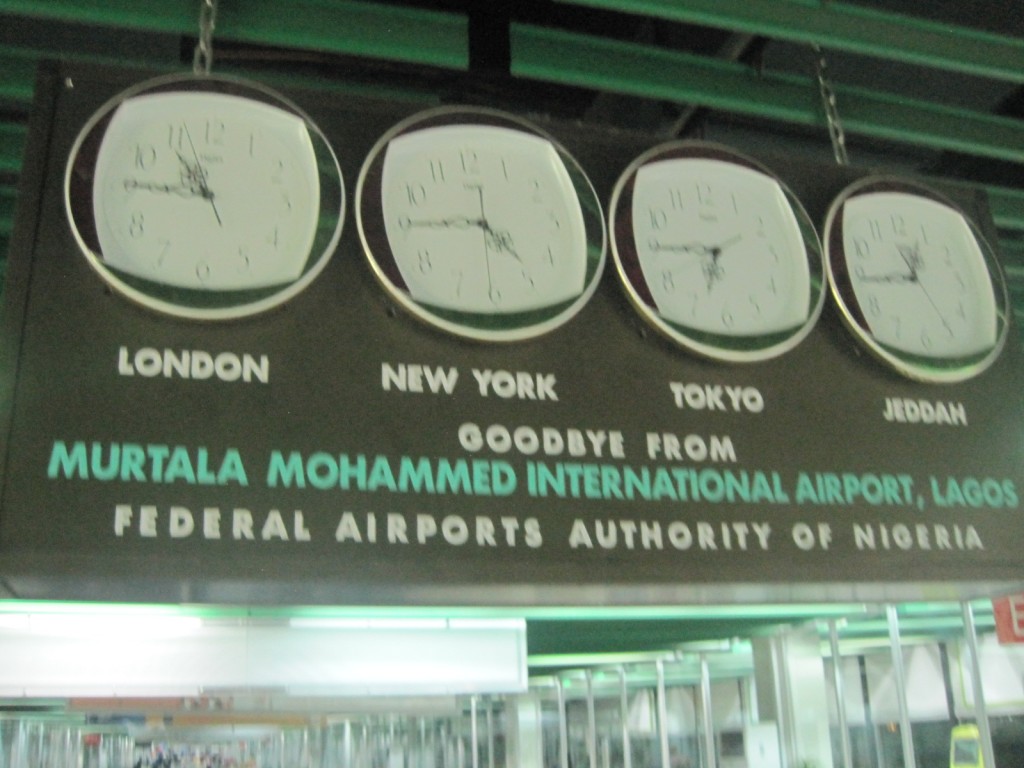 LONDON NEW YORK TOKYO JEDDAH
GOODBYE FROM
MURTALA MOHAMMED INTERNATIONAL AIRPORT, LAGOS
FEDERAL AIRPORTS AUTHORITY OF NIGERIA